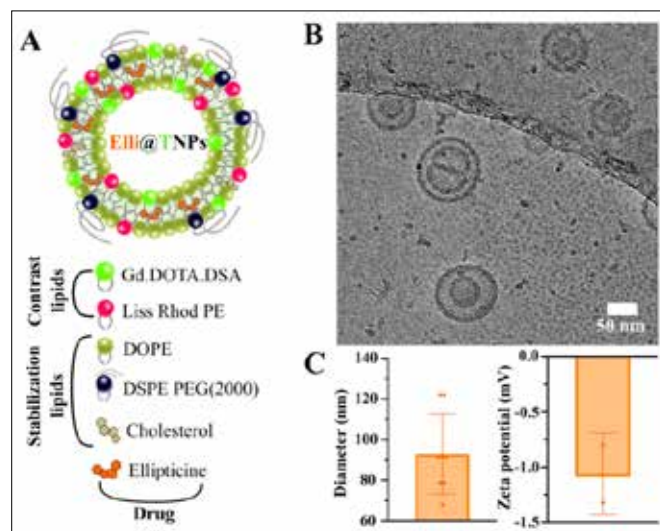 A
Elli@TNPs
Contrast lipids
Gd.DOTA.DSA
Liss Rhod PE
Stabilization lipids
DOPE
DSPE PEG(2000)
Cholesterol
Ellipticine
Drug
B
50 nm
C
Diameter (nm)
140
120
100
80
60
Zeta potential (mV)
0.0
-0.5
-1.0
-1.5